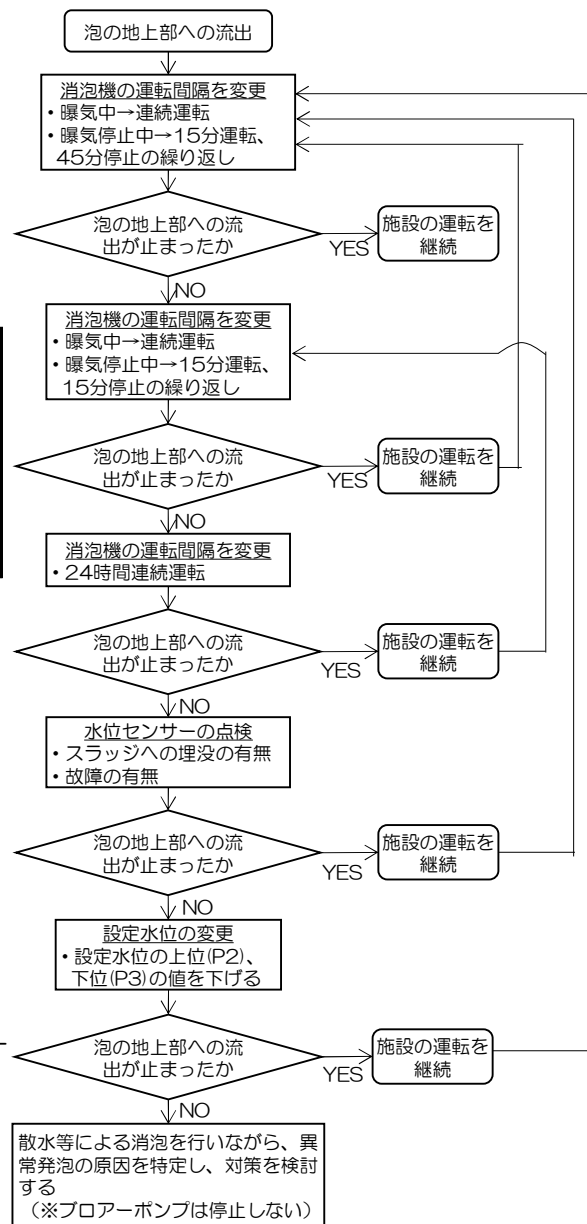 泡の地上部への流出
消泡機の運転間隔を変更
・曝気中→連続運転
・曝気停止中→15分運転、
45分停止の繰り返し
泡の地上部への流
出が止まったか
YES
施設の運転を
継続
NO
消泡機の運転間隔を変更
・曝気中→連続運転
・曝気停止中→15分運転、
15分停止の繰り返し
泡の地上部への流
出が止まったか
YES
施設の運転を
継続
NO
消泡機の運転間隔を変更
・24時間連続運転
泡の地上部への流
出が止まったか
YES
施設の運転を
継続
NO
水位センサーの点検
・スラッジへの埋没の有無
・故障の有無
泡の地上部への流
出が止まったか
YES
施設の運転を
継続
NO
設定水位の変更
・設定水位の上位(P2)、
下位(P3)の値を下げる
泡の地上部への流
出が止まったか
YES
施設の運転を
継続
NO
散水等による消泡を行いながら、異
常発泡の原因を特定し、対策を検討
する
（※ブロアーポンプは停止しない）